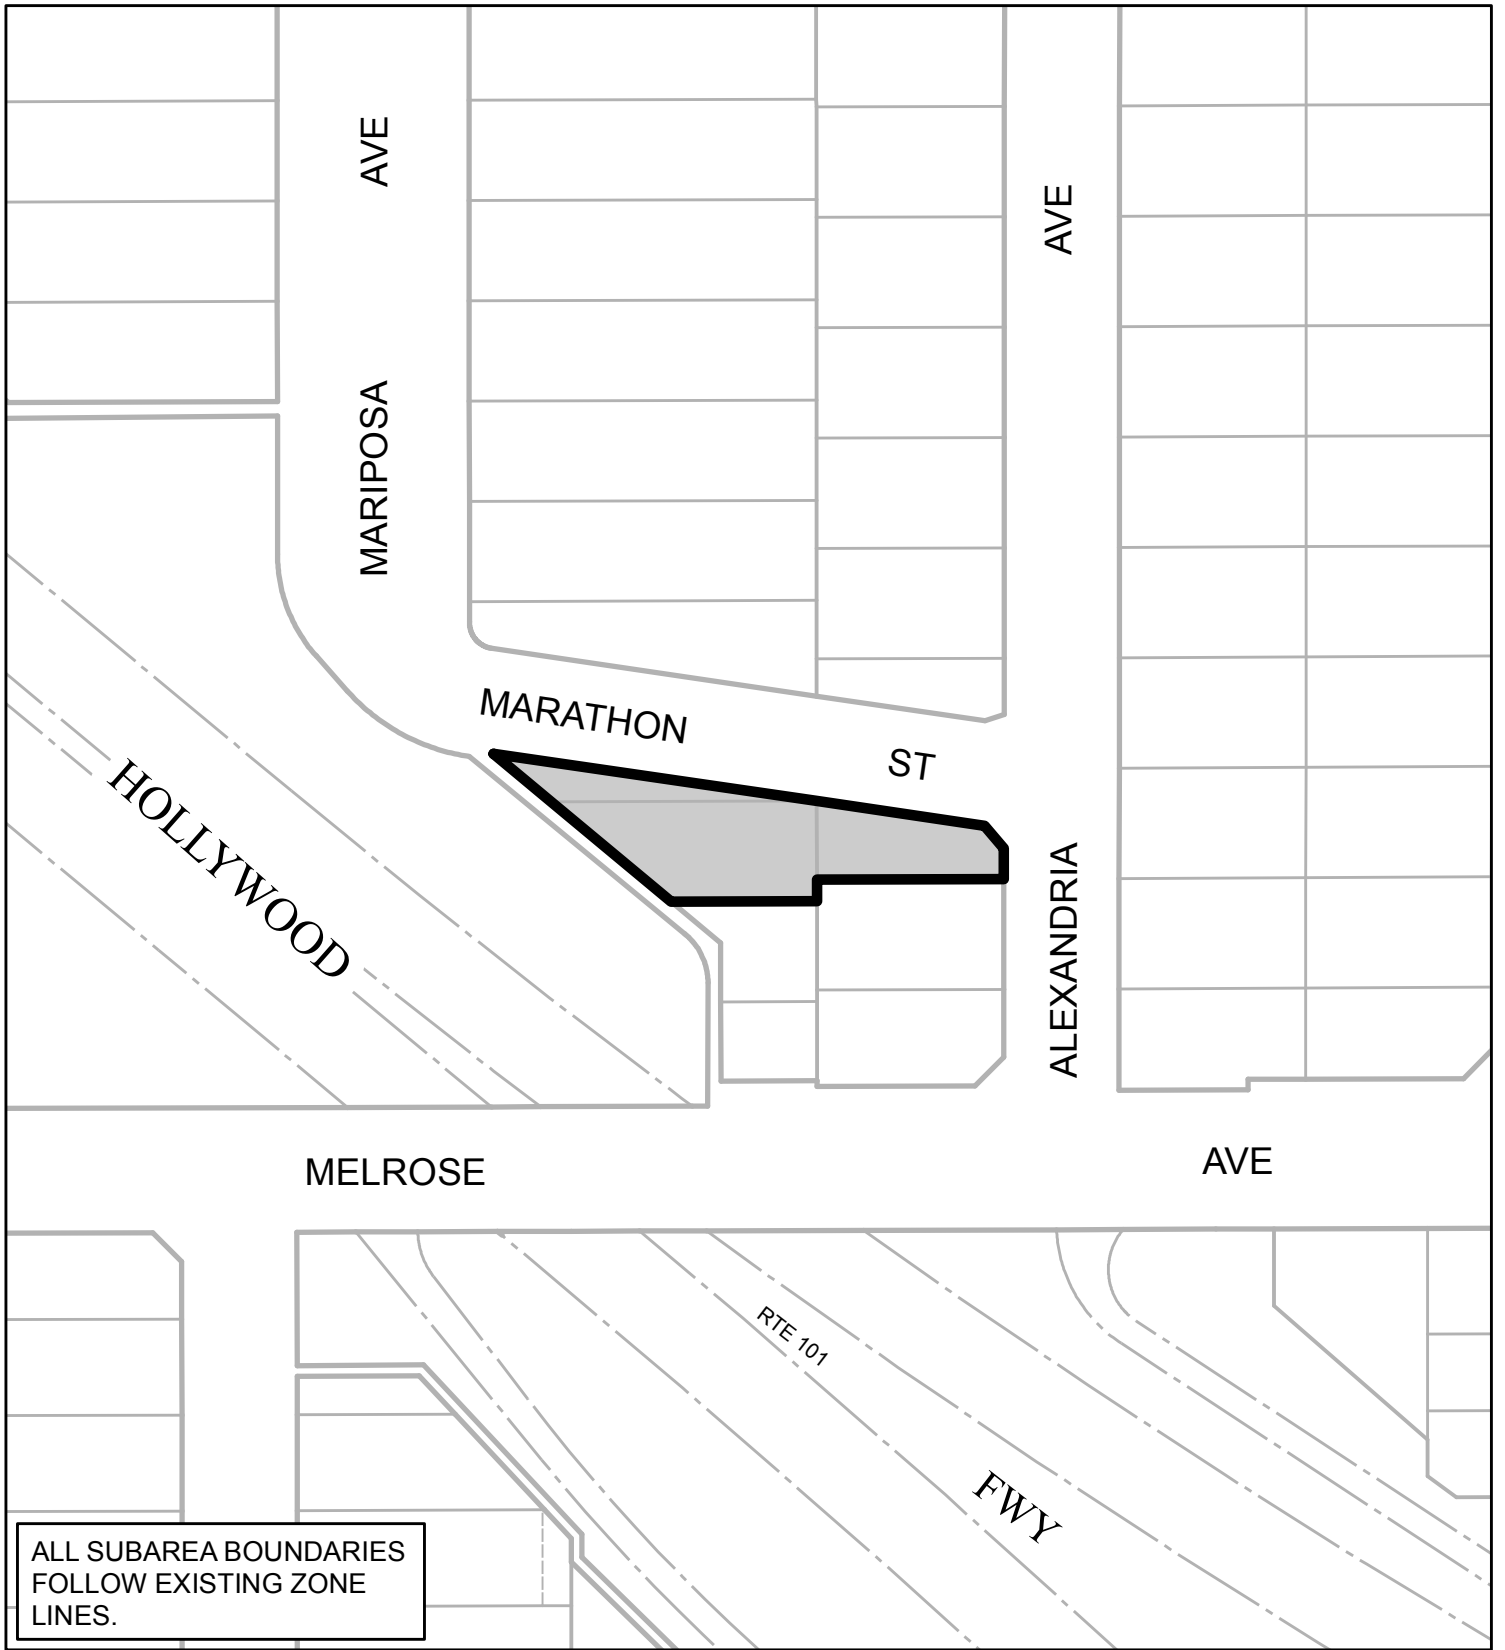 AVE
AVE
MARIPOSA
MARATHON
ST
HOLLYWOOD
ALEXANDRIA
MELROSE
AVE
RTE 101
FWY
ALL SUBAREA BOUNDARIES
FOLLOW EXISTING ZONE
LINES.